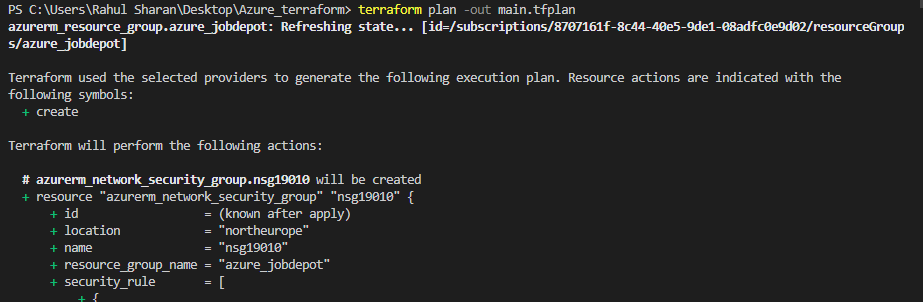 PS C:\Users\Rahul Sharan\Desktop\Azure_terraform> terraform plan -out main.tfplan
azurerm_resource_group.azure_jobdepot: Refreshing state... [id=/subscriptions/8707161f-8c44-40e5-9de1-08adfc0e9d02/resourceGroup
s/azure_jobdepot]
Terraform used the selected providers to generate the following execution plan. Resource actions are indicated with the
following symbols:
+ create
Terraform will perform the following actions:
# azurerm_network_security_group.nsg19010 will be created
+ resource "azurerm_network_security_group" "nsg19010" {
+ id = (known after apply)
+ location = "northeurope"
+ name = "nsg19010"
+ resource_group_name = "azure_jobdepot"
+ security_rule = [
+ {